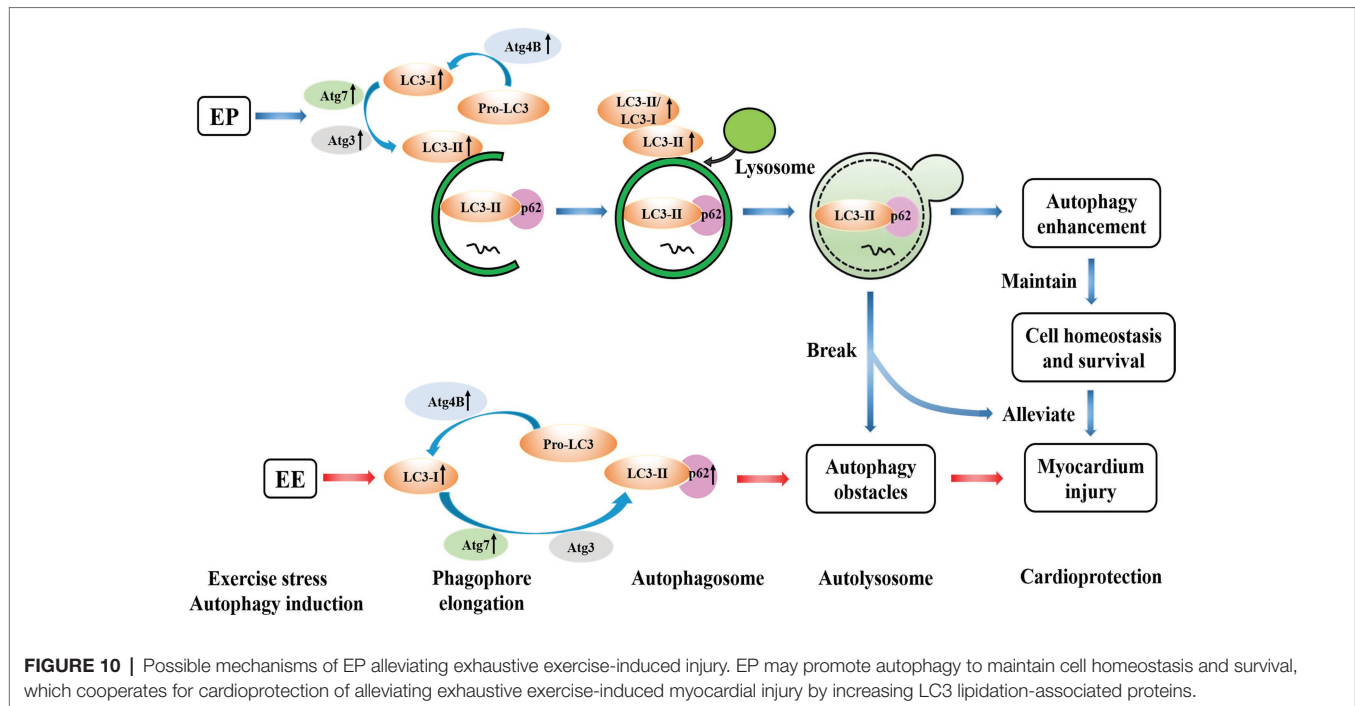 Atg4B
LC3-I
Atg7
Pro-LC3
EP
Atg3
LC3-II
LC3-II/
LC3-I
LC3-II
Lysosome
LC3-II p62
LC3-II p62
LC3-II p62
Autophagy
enhancement
Maintain
Cell homeostasis
and survival
Break
Alleviate
Atg4B
Pro-LC3
EE
LC3-I
LC3-II p62
Autophagy
obstacles
Myocardium
injury
Atg7
Atg3
Exercise stress
Autophagy induction
Phagophore
elongation
Autophagosome
Autolysosome
Cardioprotection
FIGURE 10 | Possible mechanisms of EP alleviating exhaustive exercise-induced injury. EP may promote autophagy to maintain cell homeostasis and survival,
which cooperates for cardioprotection of alleviating exhaustive exercise-induced myocardial injury by increasing LC3 lipidation-associated proteins.